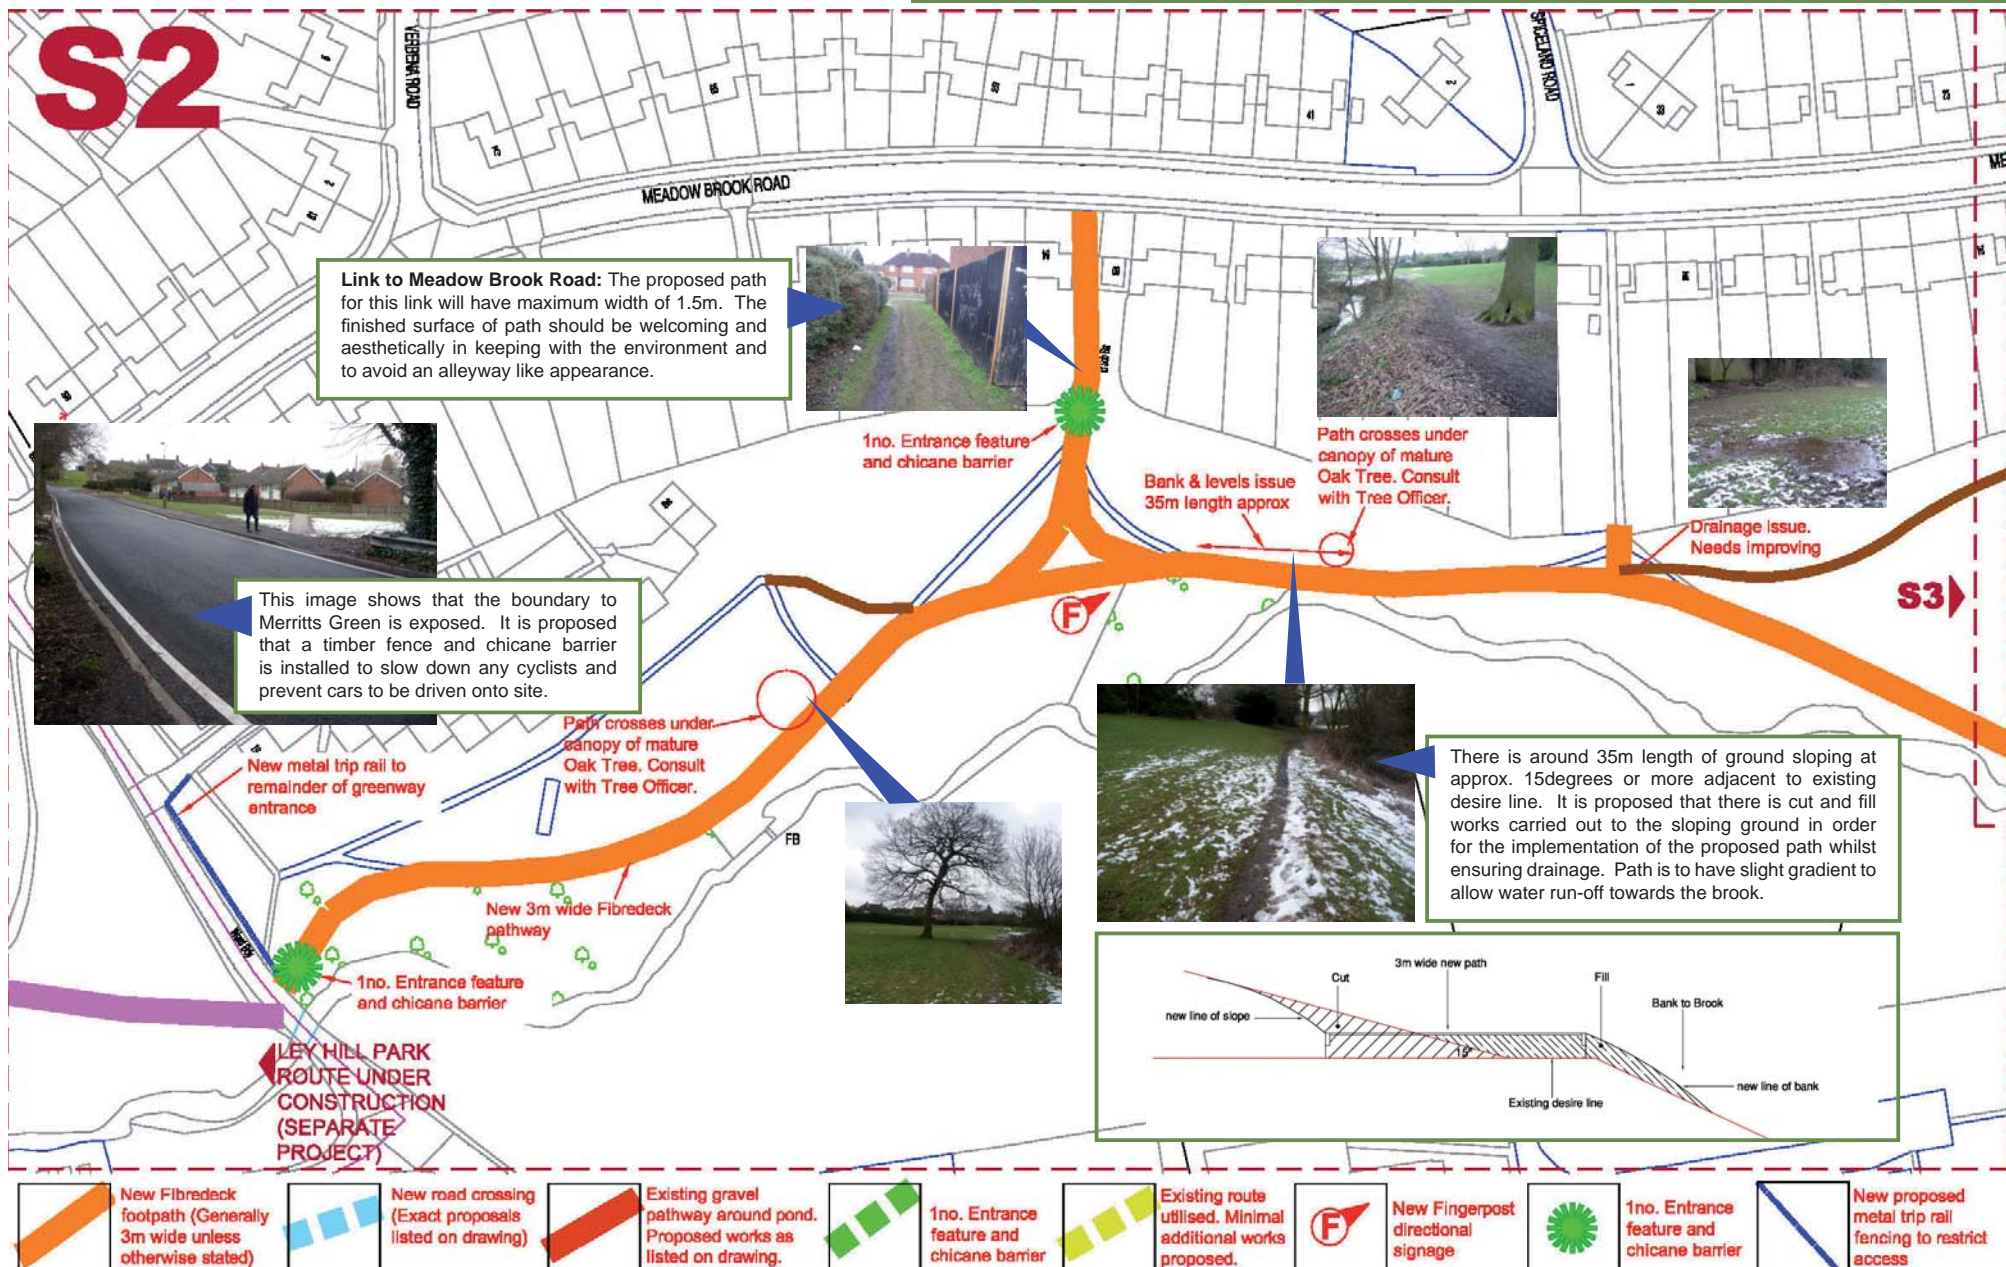 S2
VERBENA ROAD
SPICELAND ROAD
MEADOW BROOK ROAD
Link to Meadow Brook Road: The proposed path
for this link will have maximum width of 1.5m. The
finished surface of path should be welcoming and
aesthetically in keeping with the environment and
to avoid an alleyway like appearance.
1no. Entrance feature
and chicane barrier
Bank & levels issue
35m length approx
Path crosses under
canopy of mature
Oak Tree. Consult
with Tree Officer.
Drainage issue.
Needs improving
S3
F
This image shows that the boundary to
Merritts Green is exposed. It is proposed
that a timber fence and chicane barrier
is installed to slow down any cyclists and
prevent cars to be driven onto site.
Path crosses under
canopy of mature
Oak Tree. Consult
with Tree Officer.
New metal trip rail to
remainder of greenway
entrance
FB
New 3m wide Fibredeck
pathway
Ward Bdy
1no. Entrance feature
and chicane barrier
LEY HILL PARK
ROUTE UNDER
CONSTRUCTION
(SEPARATE
PROJECT)
There is around 35m length of ground sloping at
approx. 15degrees or more adjacent to existing
desire line. It is proposed that there is cut and fill
works carried out to the sloping ground in order
for the implementation of the proposed path whilst
ensuring drainage. Path is to have slight gradient to
allow water run-off towards the brook.
Cut
3m wide new path
Fill
Bank to Brook
new line of slope
15°
new line of bank
Existing desire line
New Fibredeck
footpath (Generally
3m wide unless
otherwise stated)
New road crossing
(Exact proposals
listed on drawing)
Existing gravel
pathway around pond.
Proposed works as
listed on drawing.
1no. Entrance
feature and
chicane barrier
Existing route
utilised. Minimal
additional works
proposed.
F
New Fingerpost
directional
signage
1no. Entrance
feature and
chicane barrier
New proposed
metal trip rail
fencing to restrict
access